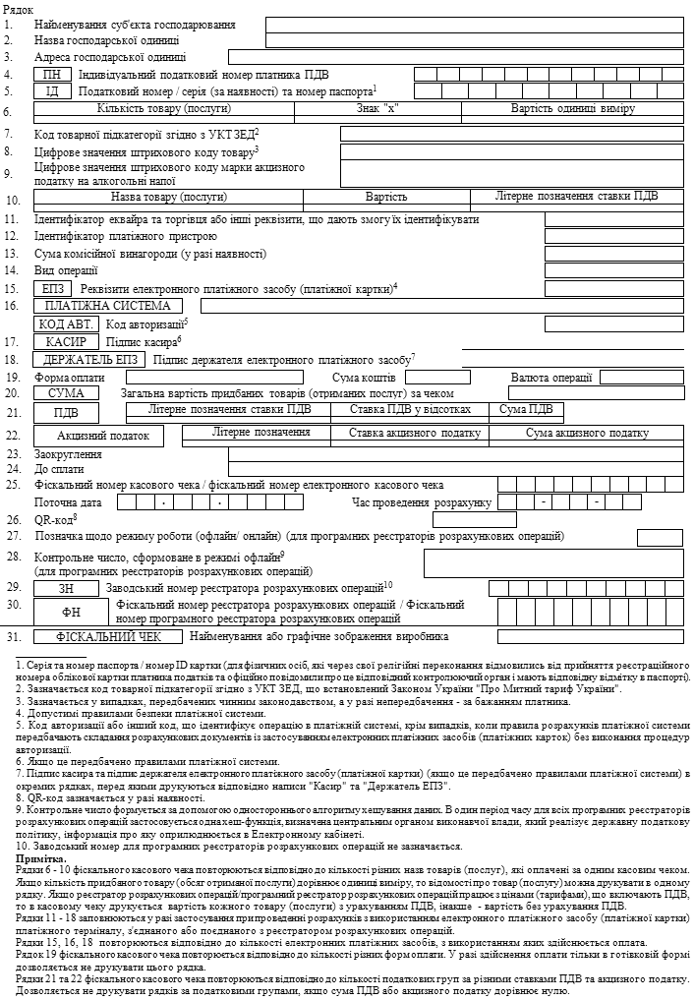 Рядок
1. Найменування суб'єкта господарювання
2. Назва господарської одиниці
3. Адреса господарської одиниці
4. ПН Індивідуальний податковий номер платника ПДВ
5. ІД Податковий номер / серія (за наявності) та номер паспорта¹
6. Кількість товару (послуги) Знак "х" Вартість одиниці виміру
7. Код товарної підкатегорії згідно з УКТ ЗЕД²
8. Цифрове значення штрихового коду товару³
9. Цифрове значення штрихового коду марки акцизного
податку на алкогольні напої
10. Назва товару (послуги) Вартість Літерне позначення ставки ПДВ
11. Ідентифікатор еквайра та торгівця або інші реквізити, що дають змогу їх ідентифікувати
12. Ідентифікатор платіжного пристрою
13. Сума комісійної винагороди (у разі наявності)
14. Вид операції
15. ЕПЗ Реквізити електронного платіжного засобу (платіжної картки)⁴
16. ПЛАТІЖНА СИСТЕМА
КОД АВТ. Код авторизації⁵
17. КАСИР Підпис касира⁶
18. ДЕРЖАТЕЛЬ ЕПЗ Підпис держателя електронного платіжного засобу⁷
19. Форма оплати Сума коштів Валюта операції
20. СУМА Загальна вартість придбаних товарів (отриманих послуг) за чеком
21. ПДВ Літерне позначення ставки ПДВ Ставка ПДВ у відсотках Сума ПДВ
22. Акцизний податок Літерне позначення Ставка акцизного податку Сума акцизного податку
23. Заокруглення
24. До сплати
25. Фіскальний номер касового чека / фіскальний номер електронного касового чека
Поточна дата . . Час проведення розрахунку - -
26. QR-код⁸
27. Позначка щодо режиму роботи (офлайн/ онлайн) (для програмних реєстраторів розрахункових операцій)
28. Контрольне число, сформоване в режимі офлайн⁹
(для програмних реєстраторів розрахункових операцій)
29. ЗН Заводський номер реєстратора розрахункових операцій¹⁰
30. ФН Фіскальний номер реєстратора розрахункових операцій / Фіскальний
номер програмного реєстратора розрахункових операцій
31. ФІСКАЛЬНИЙ ЧЕК Найменування або графічне зображення виробника
1. Серія та номер паспорта / номер ID картки (для фізичних осіб, які через свої релігійні переконання відмовились від прийняття реєстраційного
номера облікової картки платника податків та офіційно повідомили про це відповідний контролюючий орган і мають відповідну відмітку в паспорті).
2. Зазначається код товарної підкатегорії згідно з УКТ ЗЕД, що встановлений Законом України "Про Митний тариф України".
3. Зазначається у випадках, передбачених чинним законодавством, а у разі непередбачення - за бажанням платника.
4. Допустимі правилами безпеки платіжної системи.
5. Код авторизації або інший код, що ідентифікує операцію в платіжній системі, крім випадків, коли правила розрахунків платіжної системи
передбачають складання розрахункових документів із застосуванням електронних платіжних засобів (платіжних карток) без виконання процедур
авторизації.
6. Якщо це передбачено правилами платіжної системи.
7. Підпис касира та підпис держателя електронного платіжного засобу (платіжної картки) (якщо це передбачено правилами платіжної системи) в
окремих рядках, перед якими друкуються відповідно написи "Касир" та "Держатель ЕПЗ".
8. QR-код зазначається у разі наявності.
9. Контрольне число формується за допомогою одностороннього алгоритму хешування даних. В один період часу для всіх програмних реєстраторів
розрахункових операцій застосовується одна хеш-функція, визначена центральним органом виконавчої влади, який реалізує державну податкову
політику, інформація про яку оприлюднюється в Електронному кабінеті.
10. Заводський номер для програмних реєстраторів розрахункових операцій не зазначається.
Примітка.
Рядки 6 - 10 фіскального касового чека повторюються відповідно до кількості різних назв товарів (послуг), які оплачені за одним касовим чеком.
Якщо кількість придбаного товару (обсяг отриманої послуги) дорівнює одиниці виміру, то відомості про товар (послугу) можна друкувати в одному
рядку. Якщо реєстратор розрахункових операцій/програмний реєстратор розрахункових операцій працює з цінами (тарифами), що включають ПДВ,
то в касовому чеку друкується вартість кожного товару (послуги) з урахуванням ПДВ, інакше - вартість без урахування ПДВ.
Рядки 11 - 18 заповнюються у разі застосування при проведенні розрахунків з використанням електронного платіжного засобу (платіжної картки)
платіжного терміналу, з'єднаного або поєднаного з реєстратором розрахункових операцій.
Рядки 15, 16, 18 повторюються відповідно до кількості електронних платіжних засобів, з використанням яких здійснюється оплата.
Рядок 19 фіскального касового чека повторюється відповідно до кількості різних форм оплати. У разі здійснення оплати тільки в готівковій формі
дозволяється не друкувати цього рядка.
Рядки 21 та 22 фіскального касового чека повторюються відповідно до кількості податкових груп за різними ставками ПДВ та акцизного податку.
Дозволяється не друкувати рядків за податковими групами, якщо сума ПДВ або акцизного податку дорівнює нулю.